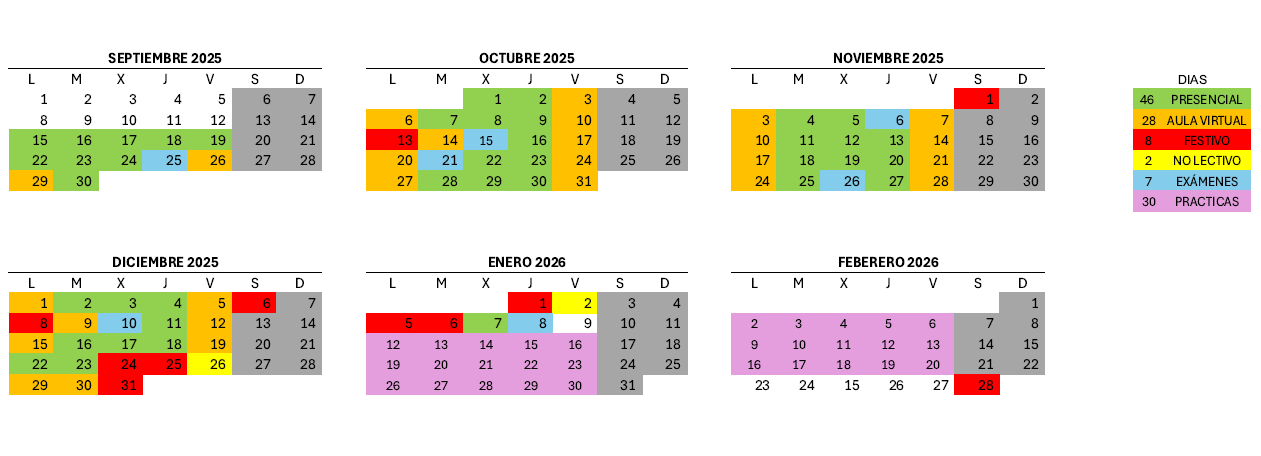 SEPTIEMBRE 2025
L M X J V S D
1 2 3 4 5 6 7
8 9 10 11 12 13 14
15 16 17 18 19 20 21
22 23 24 25 26 27 28
29 30
OCTUBRE 2025
L M X J V S D
1 2 3 4 5
6 7 8 9 10 11 12
13 14 15 16 17 18 19
20 21 22 23 24 25 26
27 28 29 30 31
NOVIEMBRE 2025
L M X J V S D
1 2
3 4 5 6 7 8 9
10 11 12 13 14 15 16
17 18 19 20 21 22 23
24 25 26 27 28 29 30
DIAS
46 PRESENCIAL
28 AULA VIRTUAL
8 FESTIVO
2 NO LECTIVO
7 EXÁMENES
30 PRACTICAS
DICIEMBRE 2025
L M X J V S D
1 2 3 4 5 6 7
8 9 10 11 12 13 14
15 16 17 18 19 20 21
22 23 24 25 26 27 28
29 30 31
ENERO 2026
L M X J V S D
1 2 3 4
5 6 7 8 9 10 11
12 13 14 15 16 17 18
19 20 21 22 23 24 25
26 27 28 29 30 31
FEBERERO 2026
L M X J V S D
1
2 3 4 5 6 7 8
9 10 11 12 13 14 15
16 17 18 19 20 21 22
23 24 15 26 27 28